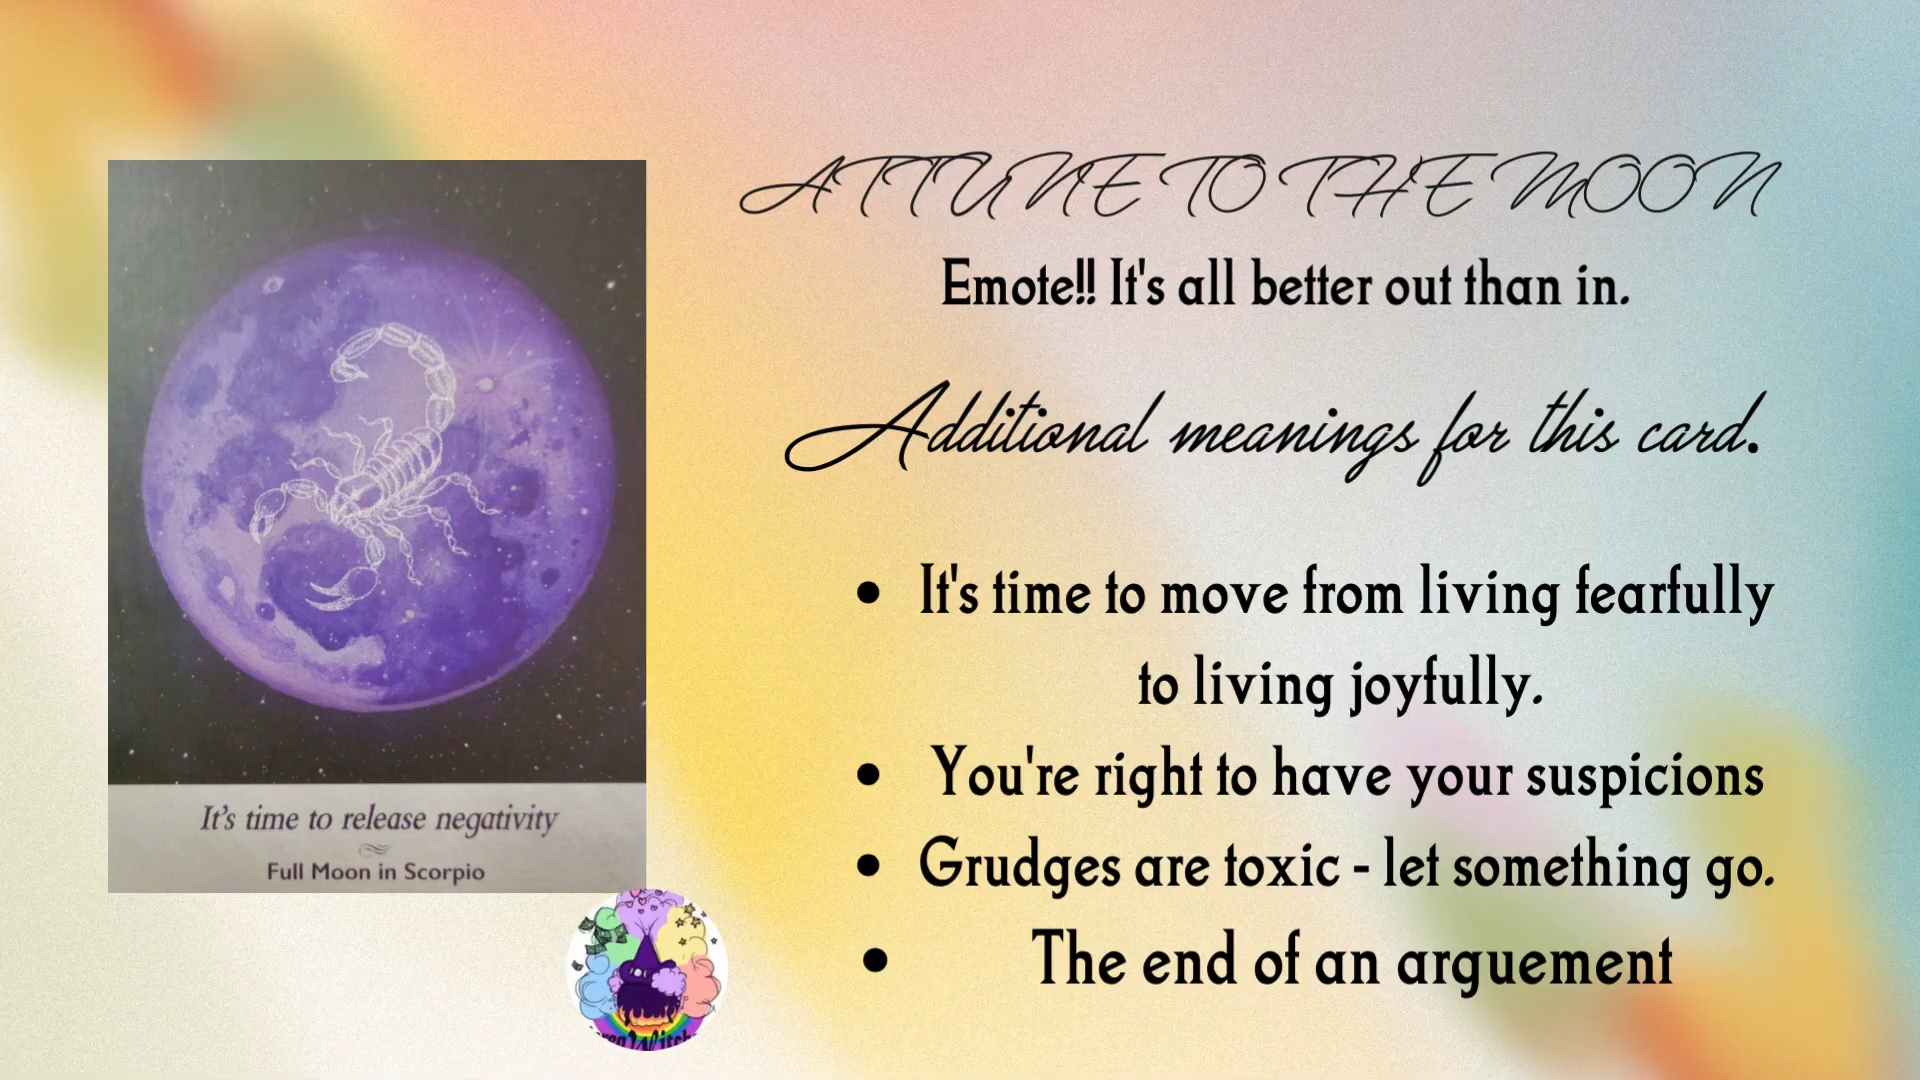 ATTUNE TO THE MOON
Emote!! It's all better out than in.
Additional meanings for this card.
• It's time to move from living fearfully
to living joyfully.
• You're right to have your suspicions
• Grudges are toxic - let something go.
• The end of an arguement
It's time to release negativity
Full Moon in Scorpio